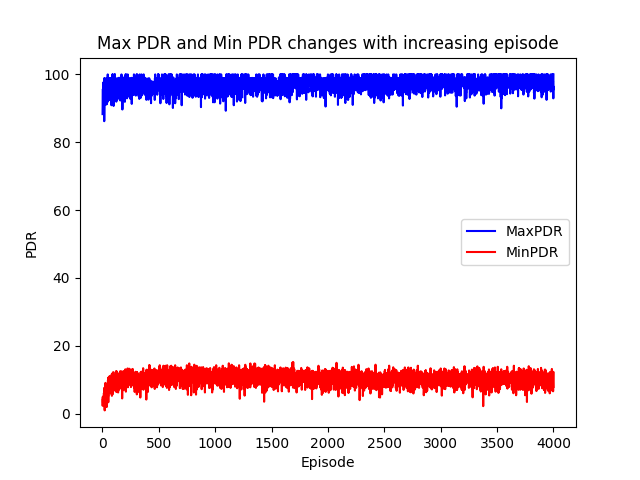 Max PDR and Min PDR changes with increasing episode
100
80
60
40
20
0
PDR
MaxPDR
MinPDR
0 500 1000 1500 2000 2500 3000 3500 4000
Episode